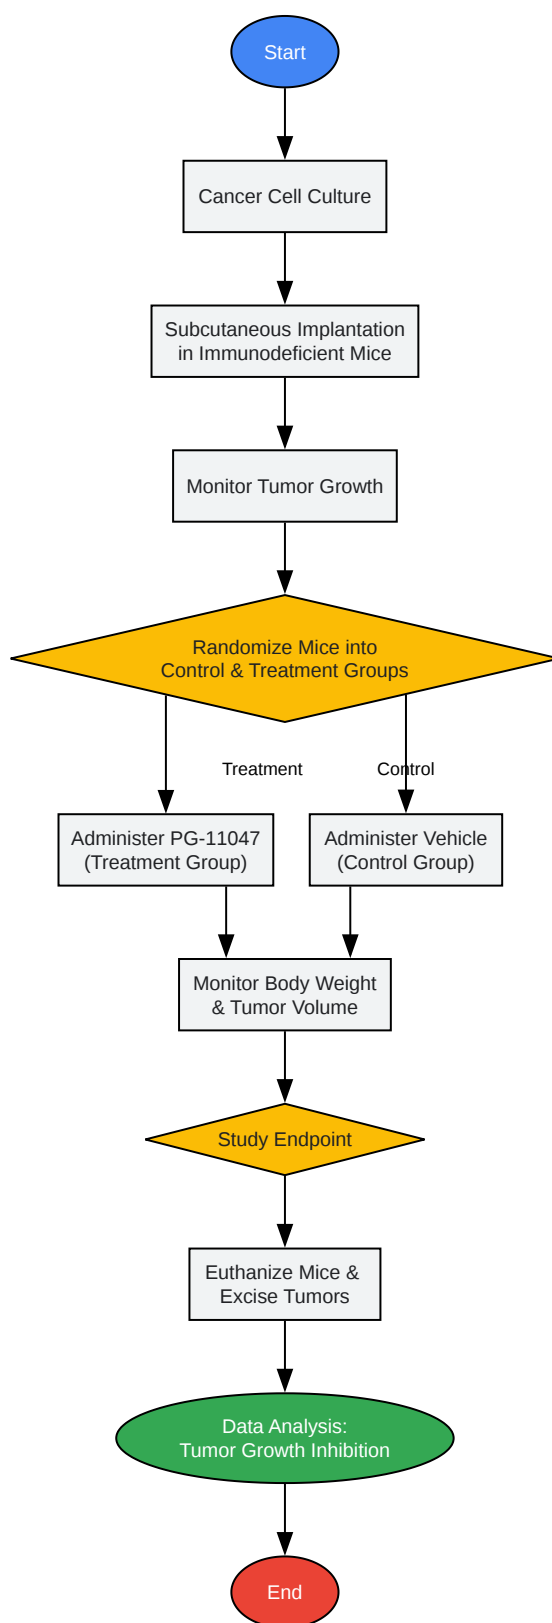 Start
Cancer Cell Culture
Subcutaneous Implantation
in Immunodeficient Mice
Monitor Tumor Growth
Randomize Mice into
Control & Treatment Groups
Treatment
Control
Administer PG-11047
(Treatment Group)
Administer Vehicle
(Control Group)
Monitor Body Weight
& Tumor Volume
Study Endpoint
Euthanize Mice &
Excise Tumors
Data Analysis:
Tumor Growth Inhibition
End